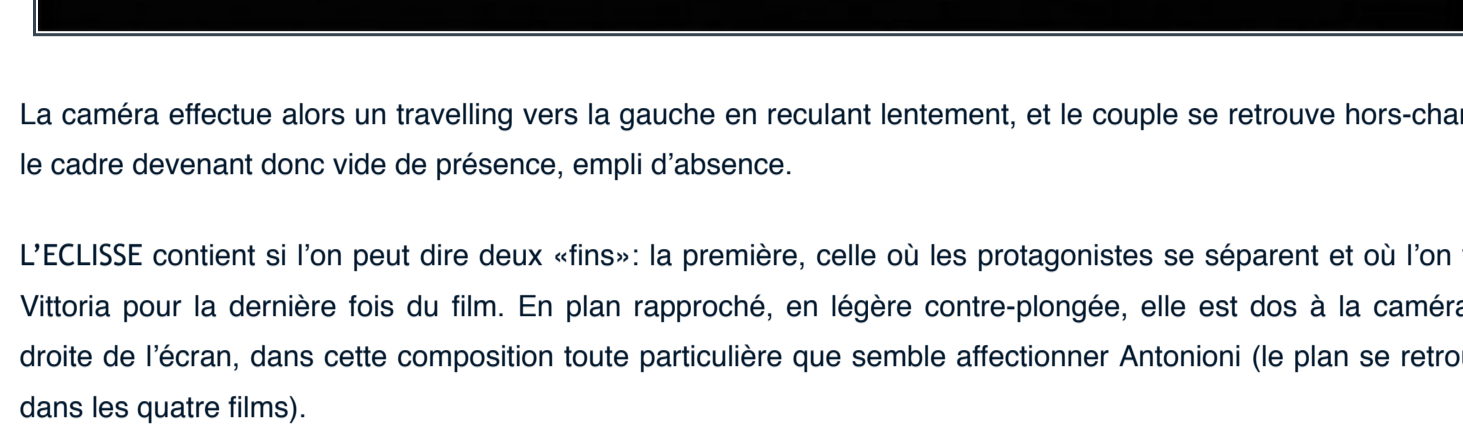 La caméra effectue alors un travelling vers la gauche en reculant lentement, et le couple se retrouve
le cadre devenant donc vide de présence, empli d’absence.
L’ECLISSE contient si l’on peut dire deux «fins»: la première, celle où les protagonistes se séparent et où l’on
Vittoria pour la dernière fois du film. En plan rapproché, en légère contre-plongée, elle est dos à la caméra
droite de l’écran, dans cette composition toute particulière que semble affectionner Antonioni (le plan se
dans les quatre films).